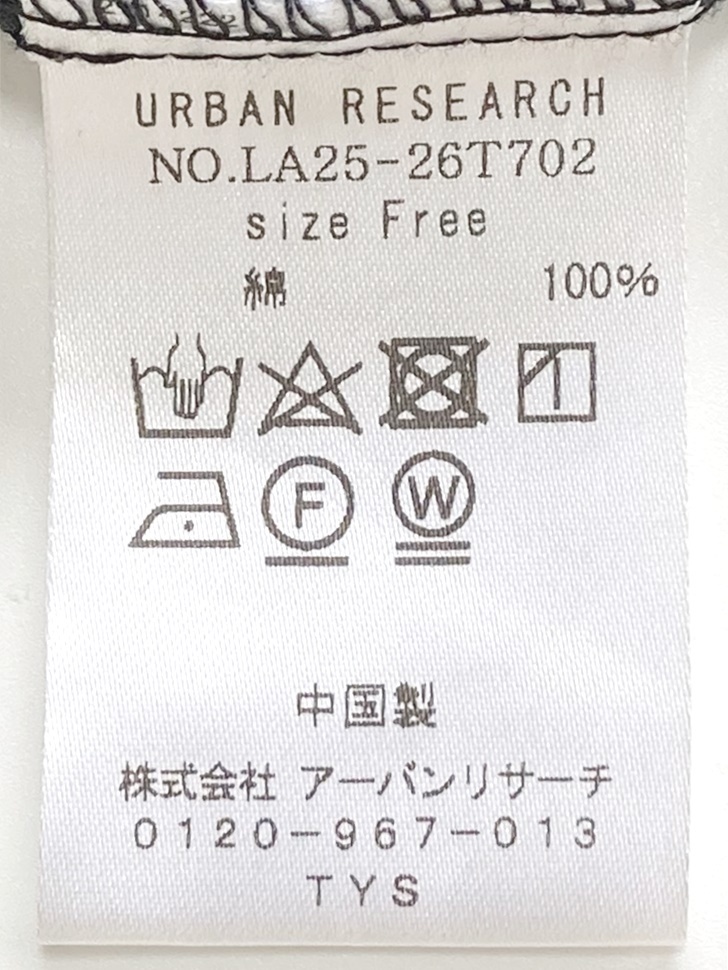 URBAN RESEARCH
NO.LA25-26T702
size Free
綿 100%
F W
中国製
株式会社 アーバンリサーチ
0120-967-013
TYS